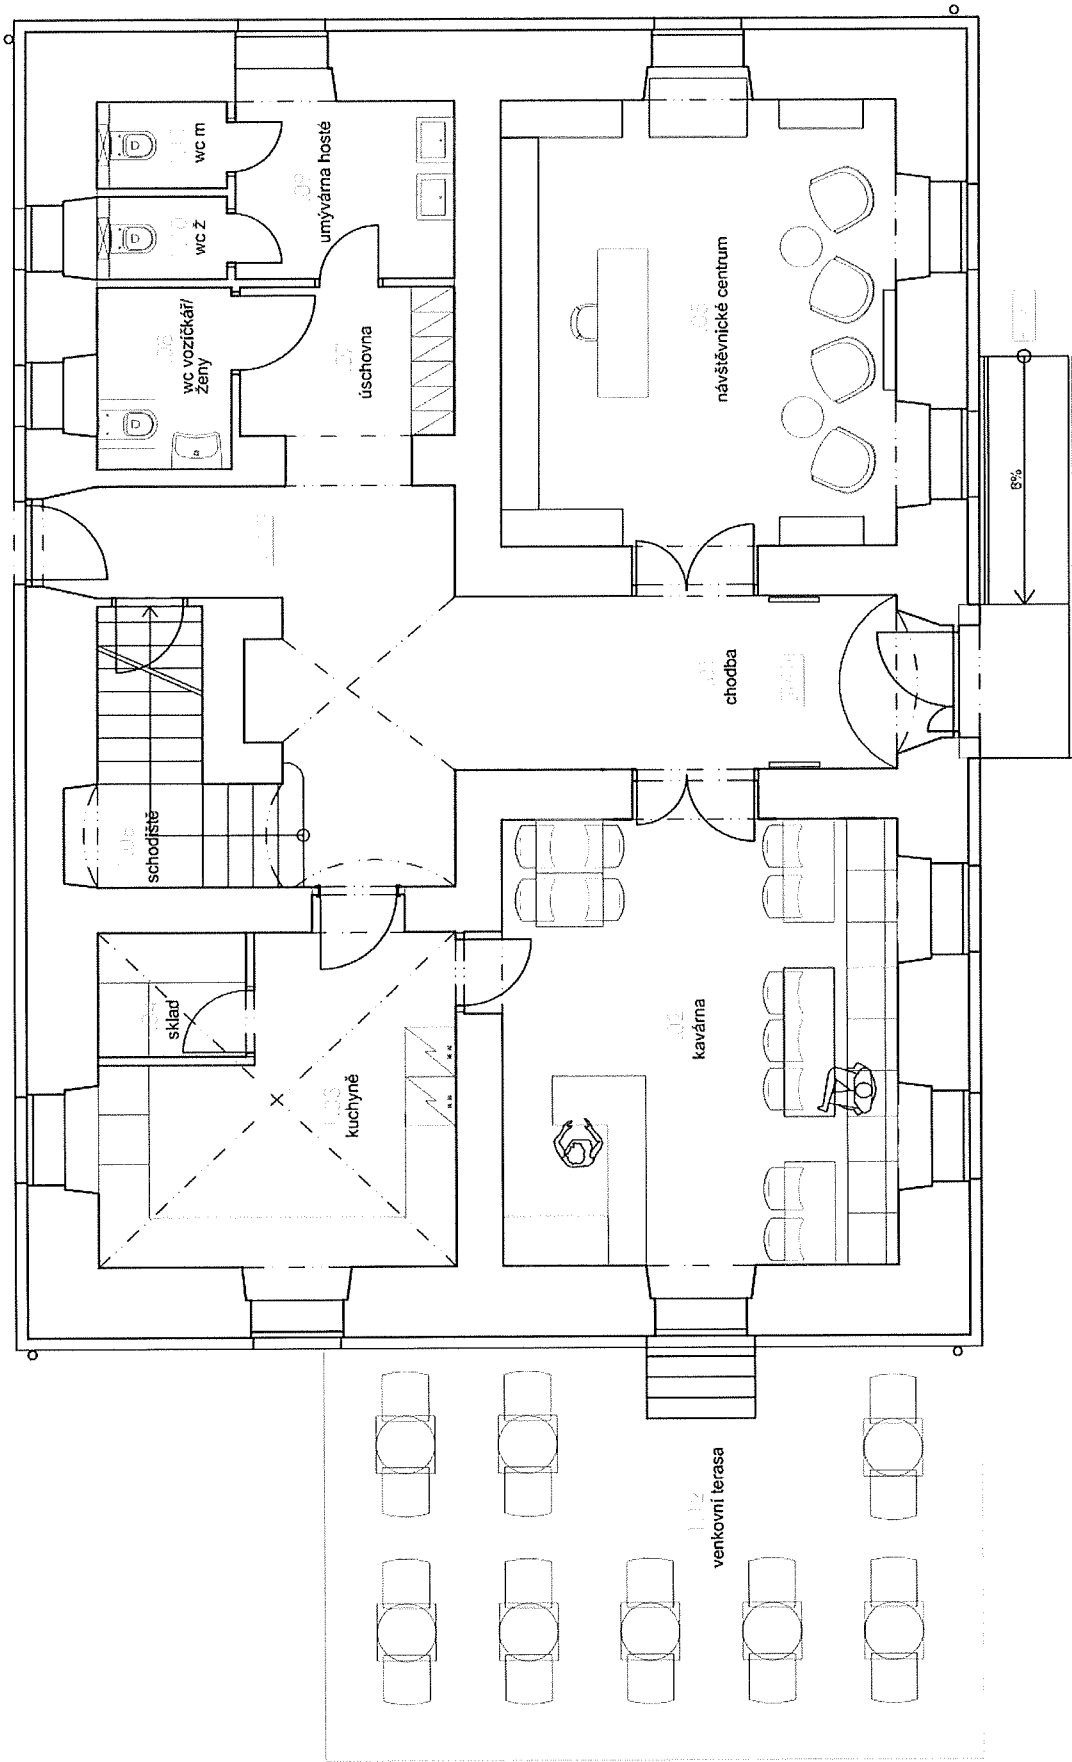 wc m
wc ž
umývárna hosté
wc vozíčkář/
ženy
úschovna
návštěvnické centrum
6%
chodba
schodiště
sklad
kuchyně
kavárna
venkovní terasa